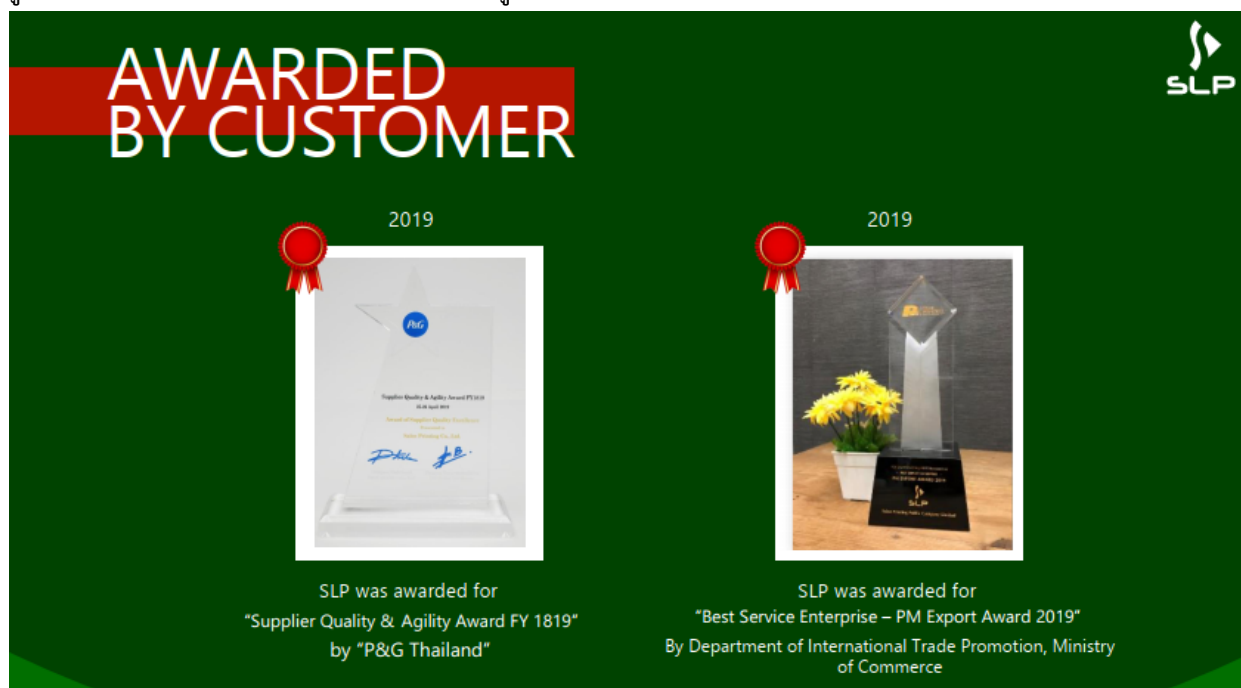 AWARDED
BY CUSTOMER
SLP
2019
P&G
Supplier Quality & Agility Award FY1819
SLP was awarded for
"Supplier Quality & Agility Award FY 1819"
by "P&G Thailand"
2019
SLP
SLP was awarded for
"Best Service Enterprise – PM Export Award 2019"
By Department of International Trade Promotion, Ministry
of Commerce